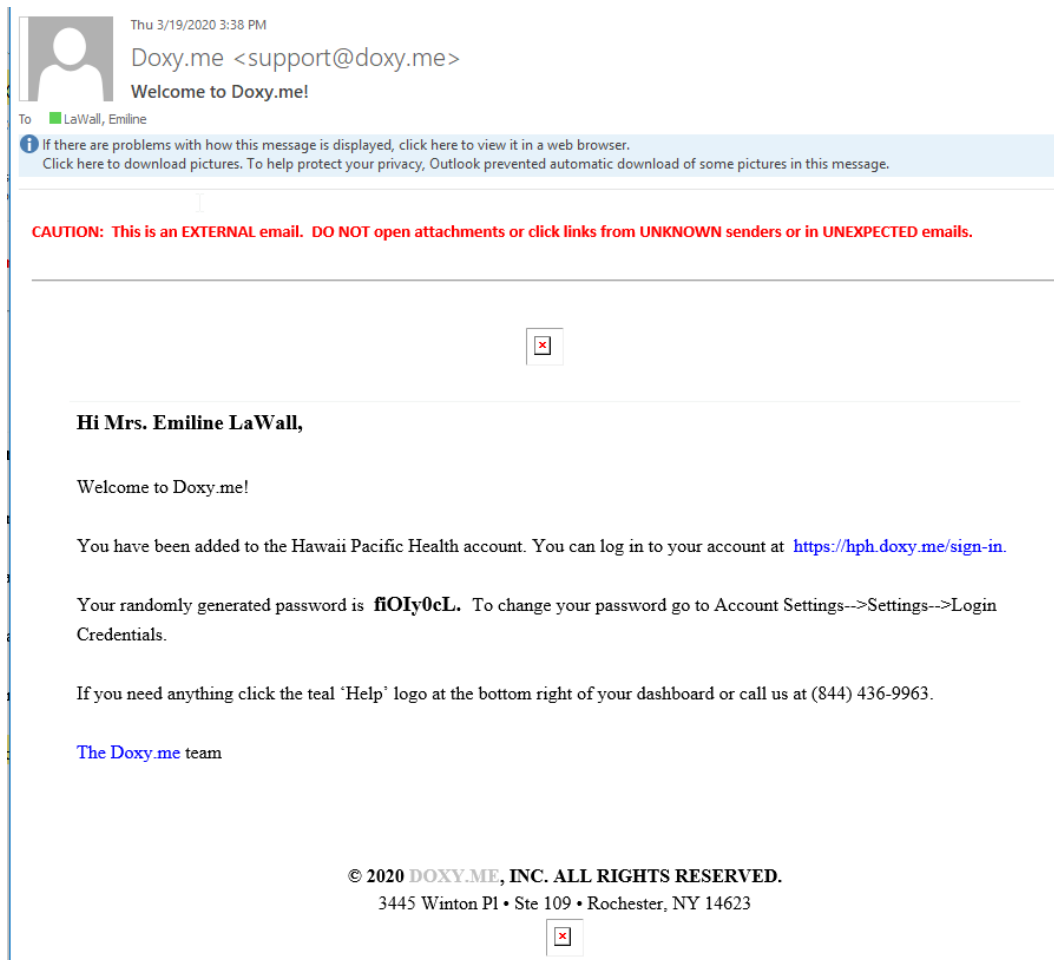 Thu 3/19/2020 3:38 PM
Doxy.me <support@doxy.me>
Welcome to Doxy.me!
To LaWall, Emiline
If there are problems with how this message is displayed, click here to view it in a web browser.
Click here to download pictures. To help protect your privacy, Outlook prevented automatic download of some pictures in this message.
CAUTION: This is an EXTERNAL email. DO NOT open attachments or click links from UNKNOWN senders or in UNEXPECTED emails.
Hi Mrs. Emiline LaWall,
Welcome to Doxy.me!
You have been added to the Hawaii Pacific Health account. You can log in to your account at https://hph.doxy.me/sign-in.
Your randomly generated password is fiOIy0cL. To change your password go to Account Settings-->Settings-->Login
Credentials.
If you need anything click the teal ‘Help’ logo at the bottom right of your dashboard or call us at (844) 436-9963.
The Doxy.me team
© 2020 DOXY.ME, INC. ALL RIGHTS RESERVED.
3445 Winton Pl • Ste 109 • Rochester, NY 14623